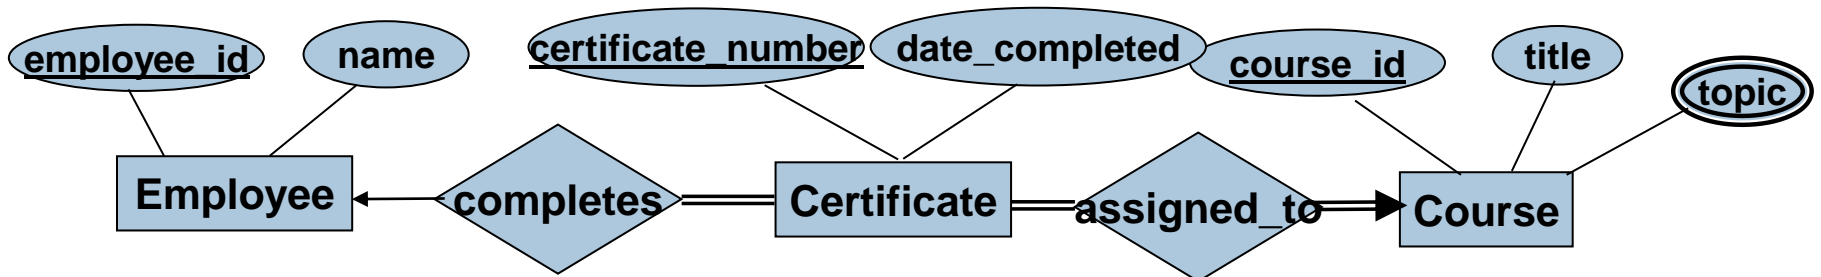 employee_id
name
certificate_number
date_completed
course_id
title
topic
Employee
completes
Certificate
assigned_to
Course